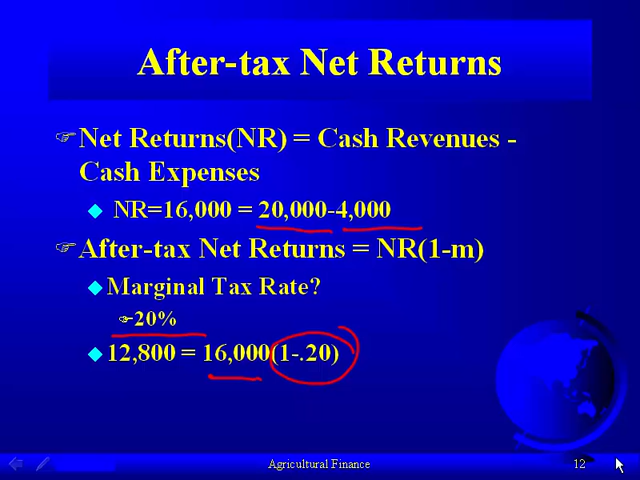 After-tax Net Returns
Net Returns(NR) = Cash Revenues -
Cash Expenses
NR=16,000 = 20,000-4,000
After-tax Net Returns = NR(1-m)
Marginal Tax Rate?
20%
12,800 = 16,000(1-.20)
Agricultural Finance
12